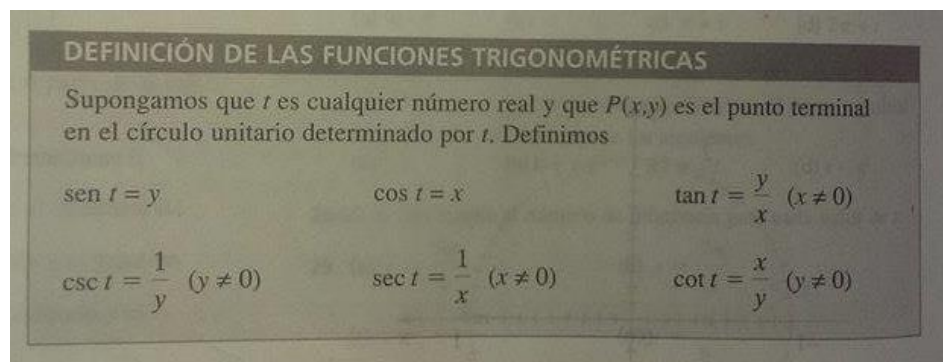 DEFINICIÓN DE LAS FUNCIONES TRIGONOMÉTRICAS
Supongamos que t es cualquier número real y que P(x,y) es el punto terminal
en el círculo unitario determinado por t. Definimos
sen t = y cos t = x tan t = y/x (x ≠ 0)
csc t = 1/y (y ≠ 0) sec t = 1/x (x ≠ 0) cot t = x/y (y ≠ 0)